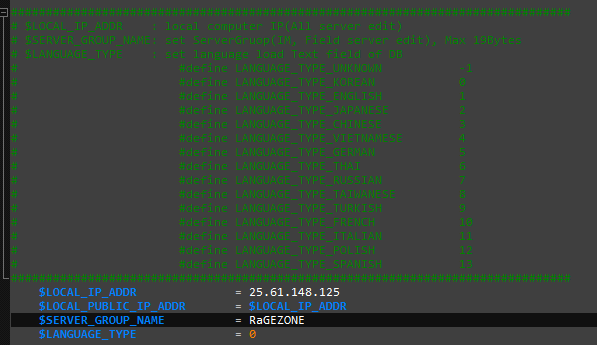 ################################################################################
# $LOCAL_IP_ADDR : local computer IP(All server edit)
# $SERVER_GROUP_NAME: set ServerGruop(IM, Field server edit), Max 19Bytes
# $LANGUAGE_TYPE : set language load Text field of DB
# #define LANGUAGE_TYPE_UNKNOWN -1
# #define LANGUAGE_TYPE_KOREAN 0
# #define LANGUAGE_TYPE_ENGLISH 1
# #define LANGUAGE_TYPE_JAPANESE 2
# #define LANGUAGE_TYPE_CHINESE 3
# #define LANGUAGE_TYPE_VIETNAMESE 4
# #define LANGUAGE_TYPE_GERMAN 5
# #define LANGUAGE_TYPE_THAI 6
# #define LANGUAGE_TYPE_RUSSIAN 7
# #define LANGUAGE_TYPE_TAIWANESE 8
# #define LANGUAGE_TYPE_TURKISH 9
# #define LANGUAGE_TYPE_FRENCH 10
# #define LANGUAGE_TYPE_ITALIAN 11
# #define LANGUAGE_TYPE_POLISH 12
# #define LANGUAGE_TYPE_SPANISH 13
################################################################################
$LOCAL_IP_ADDR = 25.61.148.125
$LOCAL_PUBLIC_IP_ADDR = $LOCAL_IP_ADDR
$SERVER_GROUP_NAME = RaGEZONE
$LANGUAGE_TYPE = 0